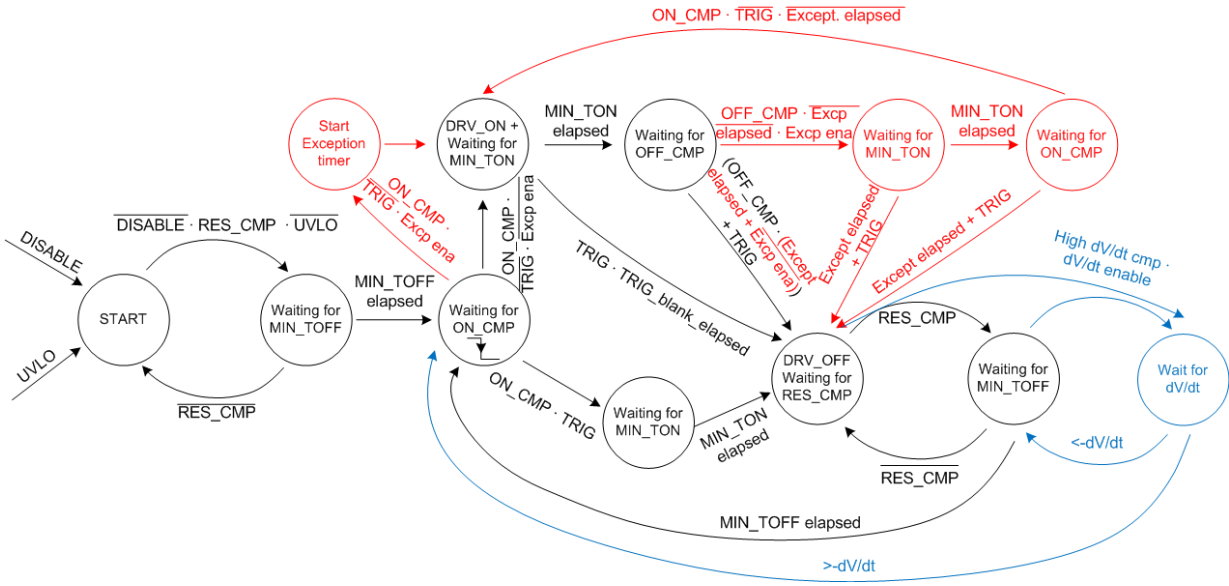 ON_CMP · TRIG · Except. elapsed
Start
Exception
timer
DRV_ON +
Waiting for
MIN_TON
MIN_TON
elapsed
Waiting for
OFF_CMP
OFF_CMP · Excp
elapsed · Excp ena
Waiting for
MIN_TON
MIN_TON
elapsed
Waiting for
ON_CMP
ON_CMP ·
TRIG · Excp ena
ON_CMP ·
TRIG · Excp ena
(OFF_CMP · (Except
elapsed + Excp ena))
+ TRIG
Except elapsed
+ TRIG
Except elapsed + TRIG
High dV/dt cmp ·
dV/dt enable
DISABLE
DISABLE · RES_CMP · UVLO
START
UVLO
Waiting for
MIN_TOFF
RES_CMP
MIN_TOFF
elapsed
Waiting for
ON_CMP
TRIG · TRIG_blank_elapsed
ON_CMP · TRIG
Waiting for
MIN_TON
MIN_TON
elapsed
DRV_OFF
Waiting for
RES_CMP
RES_CMP
Waiting for
MIN_TOFF
RES_CMP
Wait for
dV/dt
<-dV/dt
MIN_TOFF elapsed
>-dV/dt